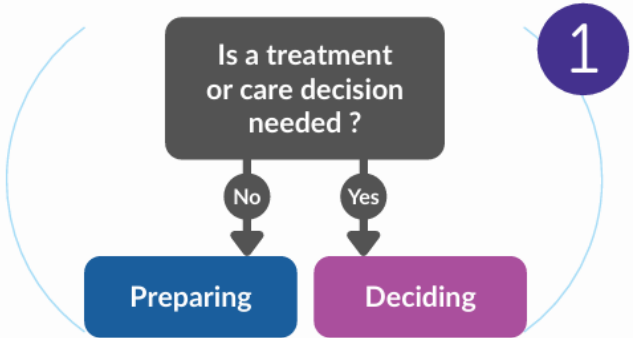 1
Is a treatment
or care decision
needed ?
No
Yes
Preparing
Deciding